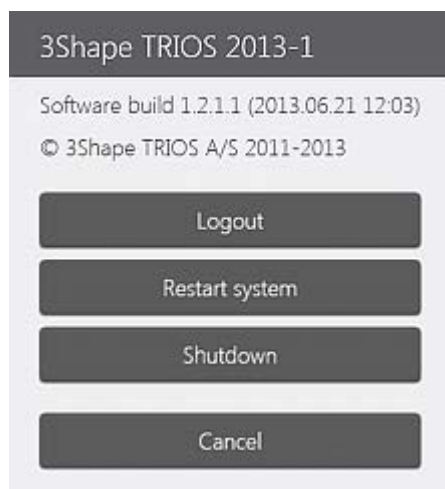 3Shape TRIOS 2013-1
Software build 1.2.1.1 (2013.06.21 12:03)
© 3Shape TRIOS A/S 2011-2013
Logout
Restart system
Shutdown
Cancel